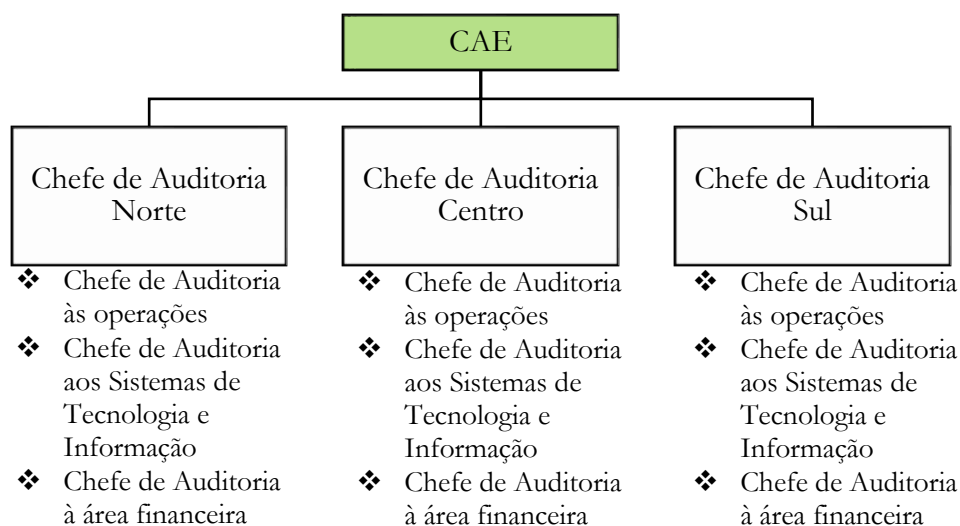 CAE
Chefe de Auditoria
Norte
Chefe de Auditoria
Centro
Chefe de Auditoria
Sul
❖ Chefe de Auditoria
às operações
❖ Chefe de Auditoria
aos Sistemas de
Tecnologia e
Informação
❖ Chefe de Auditoria
à área financeira
❖ Chefe de Auditoria
às operações
❖ Chefe de Auditoria
aos Sistemas de
Tecnologia e
Informação
❖ Chefe de Auditoria
à área financeira
❖ Chefe de Auditoria
às operações
❖ Chefe de Auditoria
aos Sistemas de
Tecnologia e
Informação
❖ Chefe de Auditoria
à área financeira